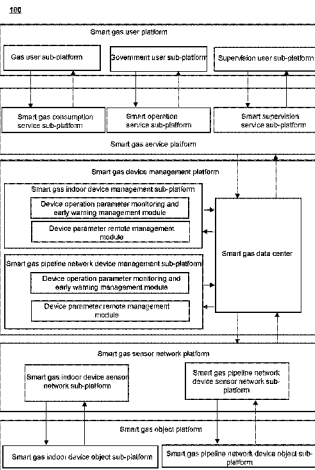 100
Smart gas user platform
Gas user sub-platform
Government user sub-platform
Supervision user sub-platform
Smart gas consumption
service sub-platform
Smart operation
service sub-platform
Smart supervision
service sub-platform
Smart gas service platform
Smart gas device management platform
Smart gas indoor device management sub-platform
Device operation parameter monitoring and
early warning management module
Device parameter remote management
module
Smart gas pipeline network device management sub-platform
Device operation parameter monitoring and
early warning management module
Device parameter remote management
module
Smart gas data center
Smart gas sensor network platform
Smart gas indoor device sensor
network sub-platform
Smart gas pipeline network
device sensor network sub-
platform
Smart gas object platform
Smart gas indoor device object sub-platform
Smart gas pipeline network device object sub-
platform